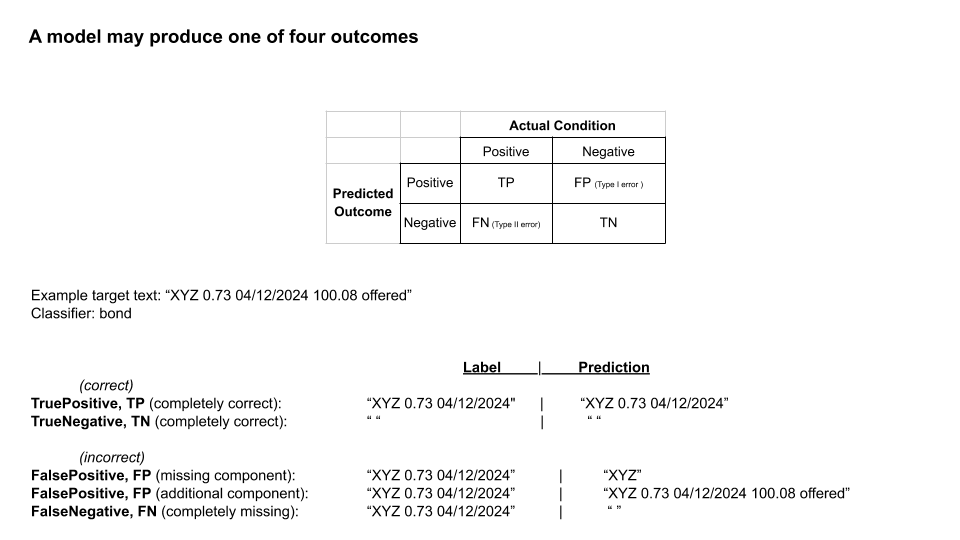 A model may produce one of four outcomes
Actual Condition
Positive Negative
Predicted Outcome
Positive TP FP (Type I error )
Negative FN (Type II error) TN
Example target text: “XYZ 0.73 04/12/2024 100.08 offered”
Classifier: bond
Label | Prediction
(correct)
TruePositive, TP (completely correct): “XYZ 0.73 04/12/2024" | “XYZ 0.73 04/12/2024”
TrueNegative, TN (completely correct): “ “ | “ “
(incorrect)
FalsePositive, FP (missing component): “XYZ 0.73 04/12/2024” | “XYZ”
FalsePositive, FP (additional component): “XYZ 0.73 04/12/2024” | “XYZ 0.73 04/12/2024 100.08 offered”
FalseNegative, FN (completely missing): “XYZ 0.73 04/12/2024” | “ ”